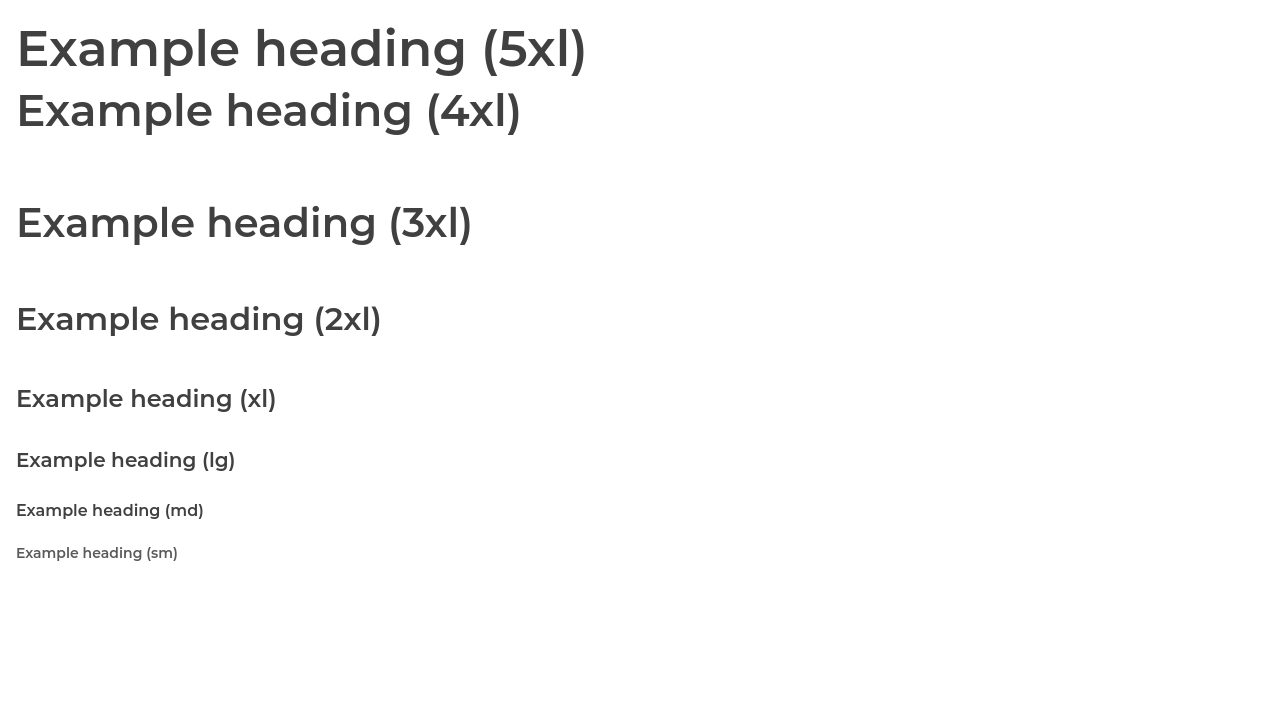 Example heading (5xl)
Example heading (4xl)
Example heading (3xl)
Example heading (2xl)
Example heading (xl)
Example heading (lg)
Example heading (md)
Example heading (sm)